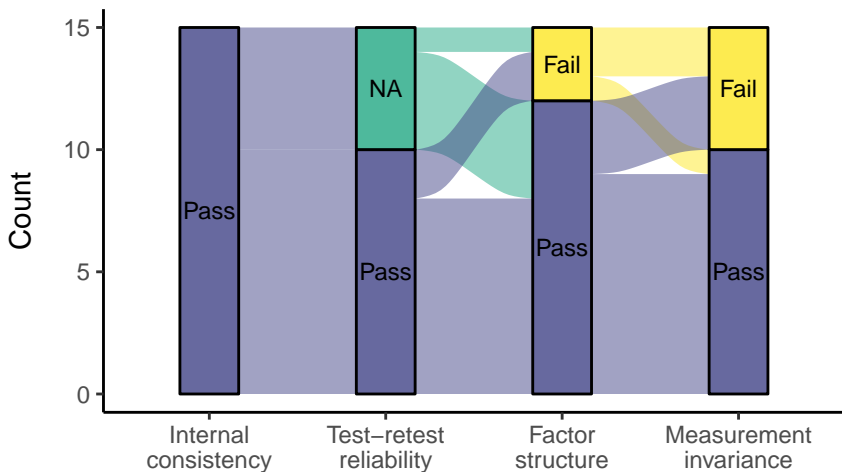 15
10
5
0
Count
Pass
NA
Pass
Fail
Pass
Fail
Pass
Internal
consistency
Test−retest
reliability
Factor
structure
Measurement
invariance